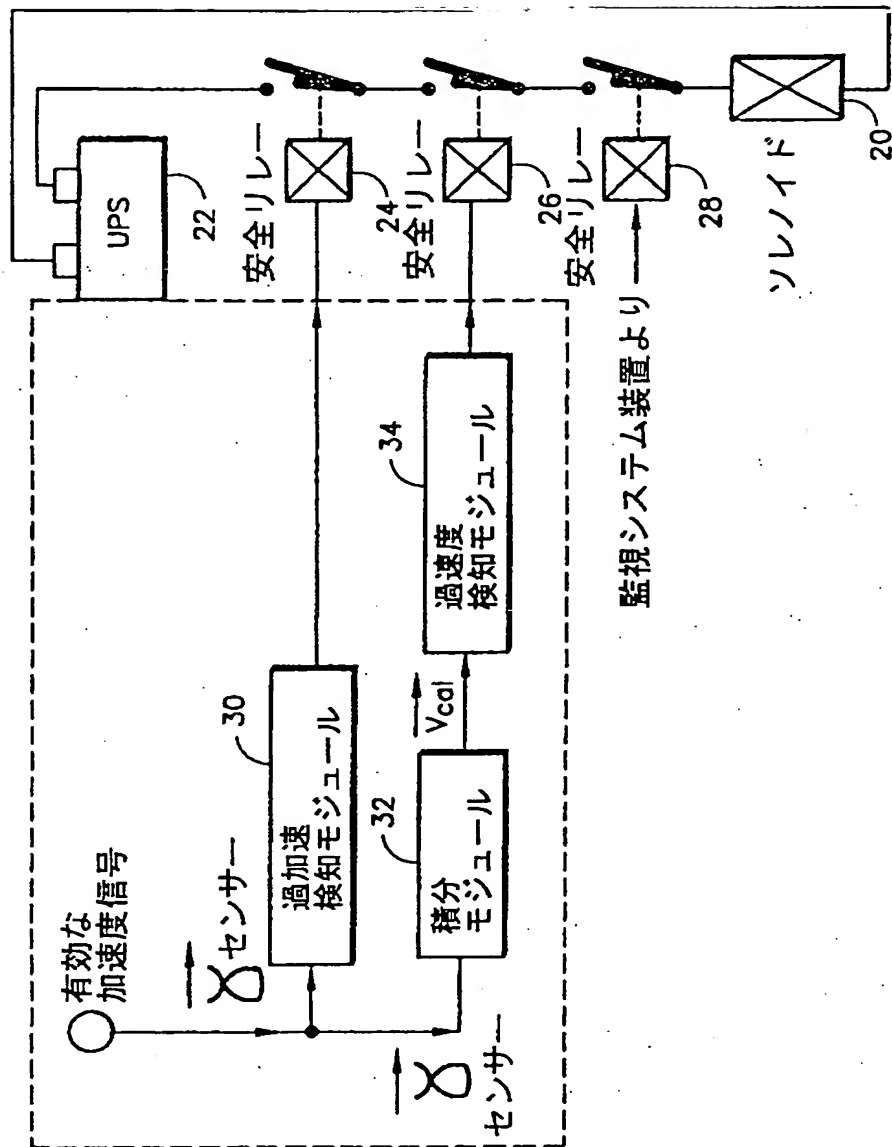 有効な
加速度信号
センサー
センサー
過加速
検知モジュール
30
積分
モジュール
32
Vcal
過速度
検知モジュール
34
UPS
22
安全リレー
24
安全リレー
26
安全リレー
28
監視システム装置より
ソレノイド
20